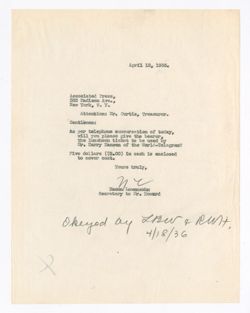 April 18, 1936.
Associated Press,
383 Madison Ave.,
New York, N. Y.
Attention: Mr. Curtis, Treasurer.
Gentlemen:
As per telephone conversation of today,
will you please give the bearer,
the luncheon ticket to be used by
Mr. Harry Hansen of the World-Telegram?
Five dollars ($5.00) in cash is enclosed
to cover cost.
Yours truly,
Secretary to Mr. Howard
Okeyed by LBW & RWH.
4/18/36